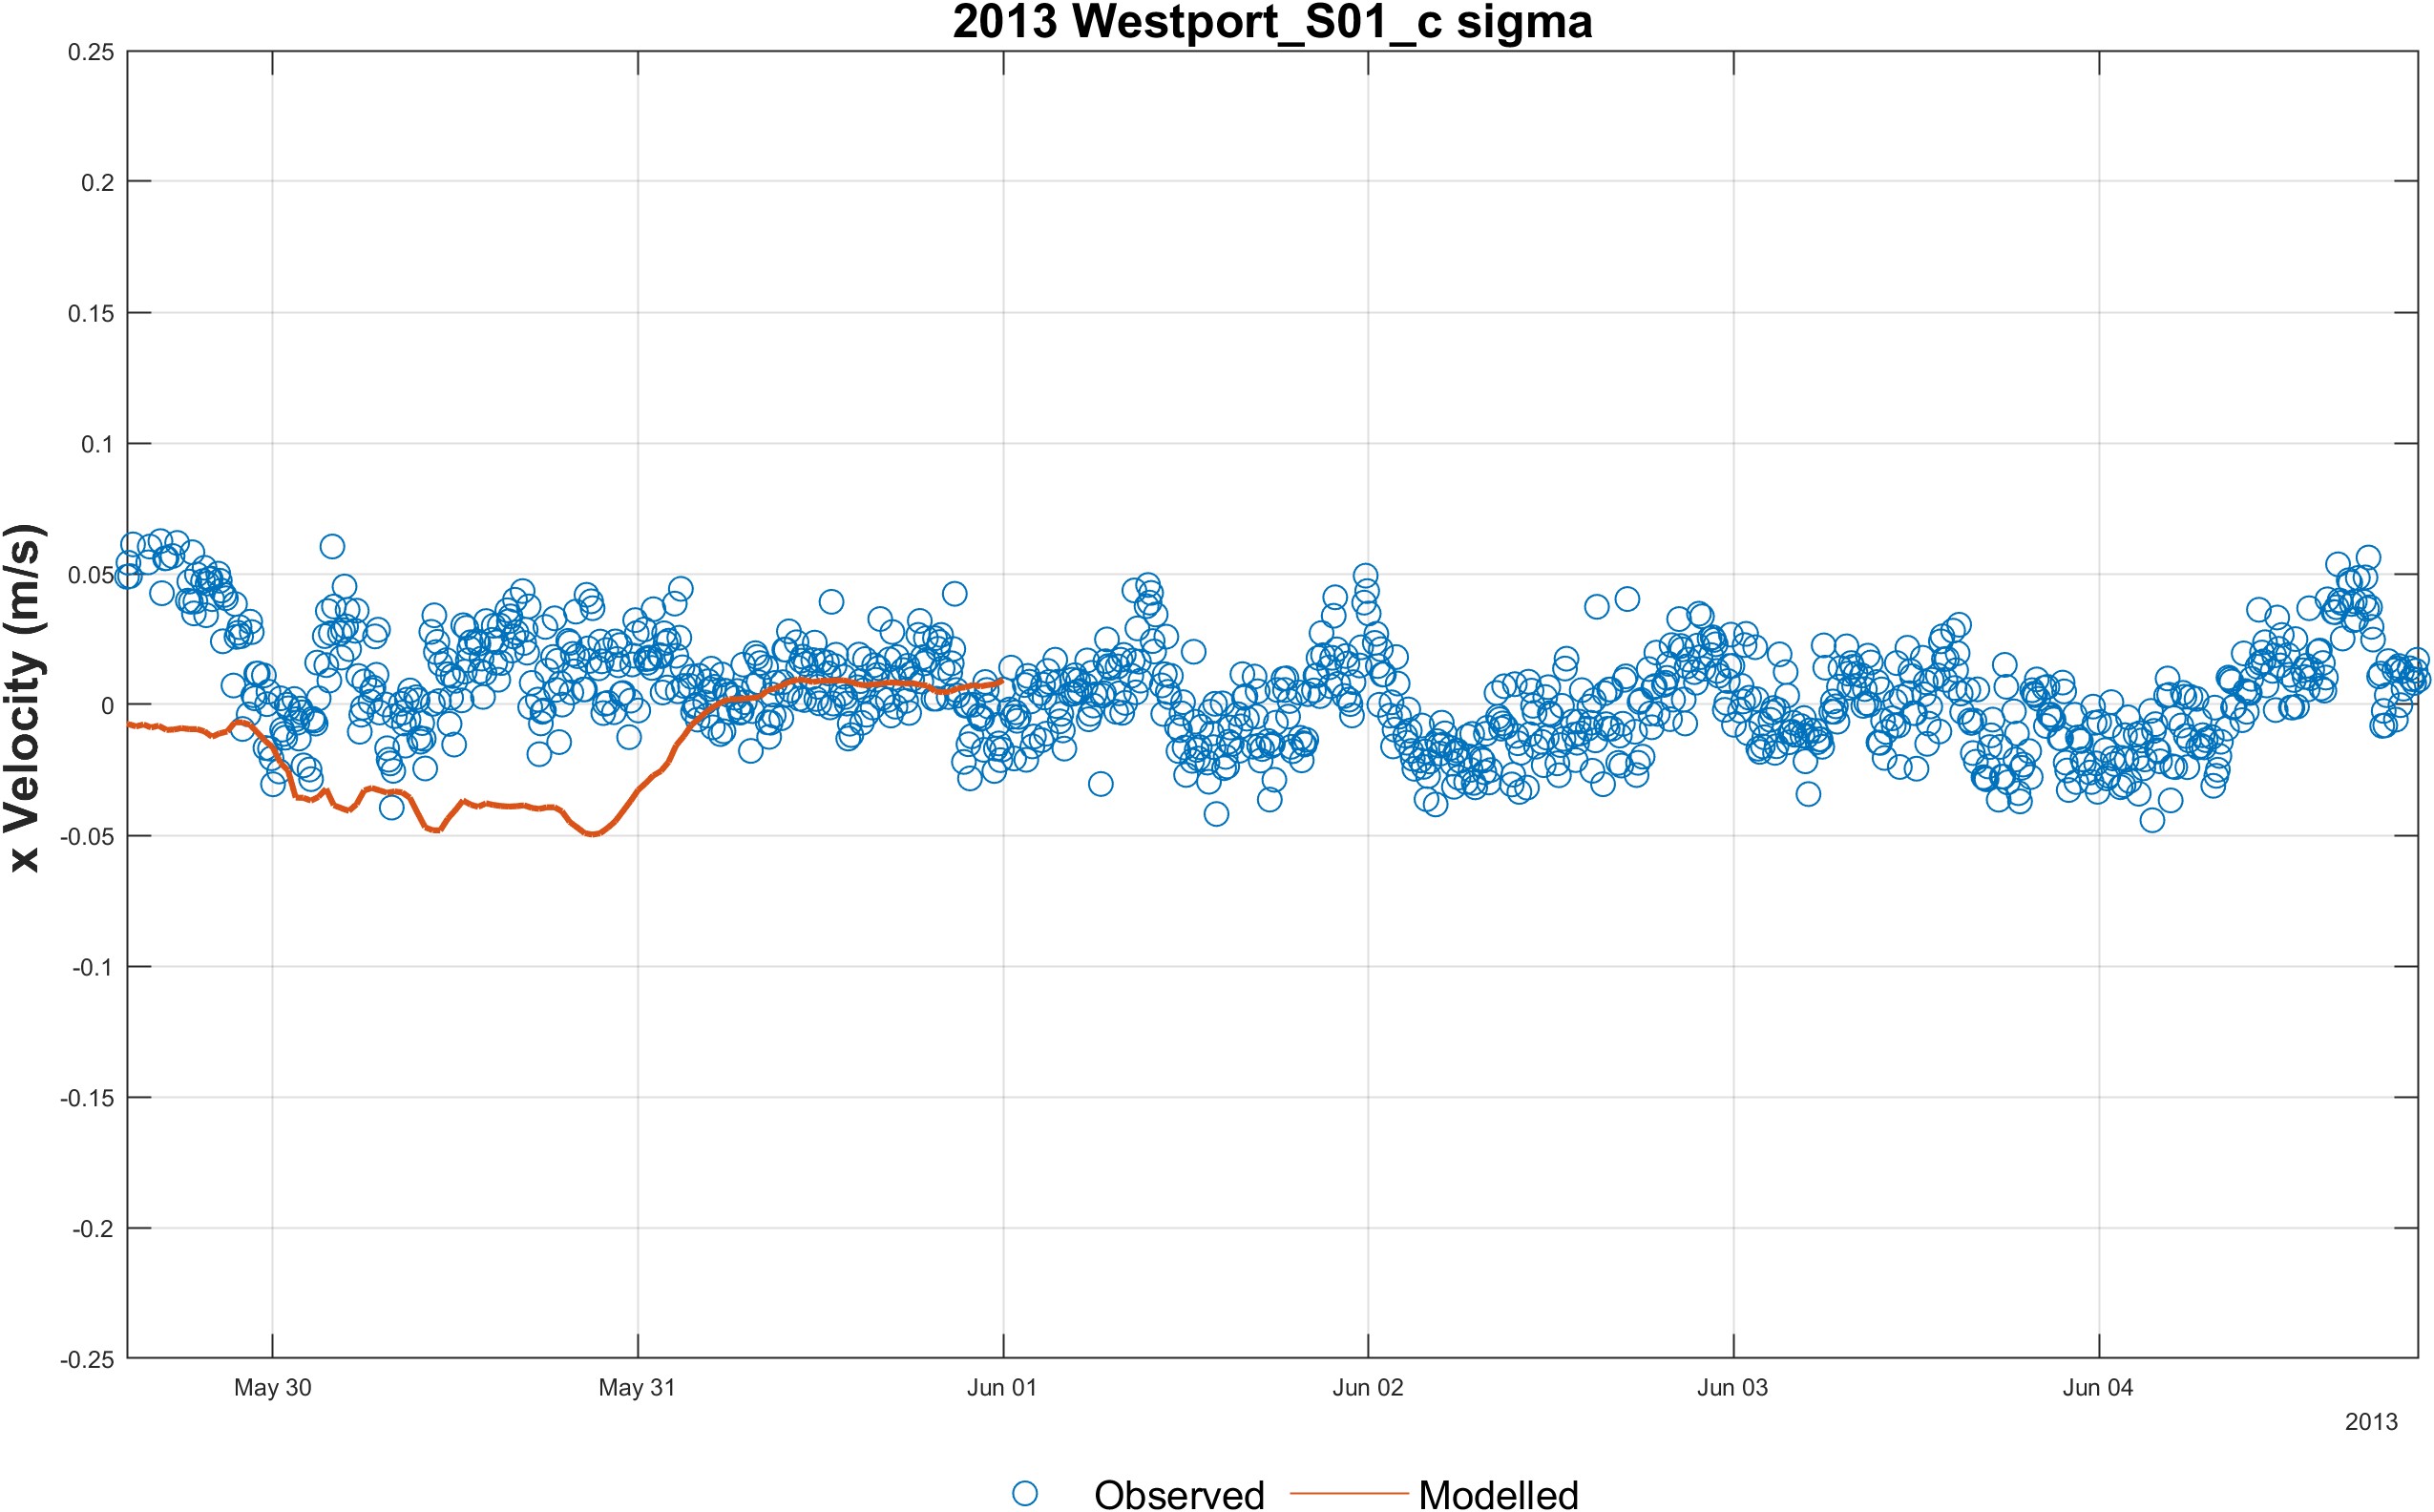 2013 Westport_S01_c sigma
0.25
0.2
0.15
0.1
0.05
0
-0.05
-0.1
-0.15
-0.2
-0.25
x Velocity (m/s)
May 30
May 31
Jun 01
Jun 02
Jun 03
Jun 04
2013
Observed
Modelled